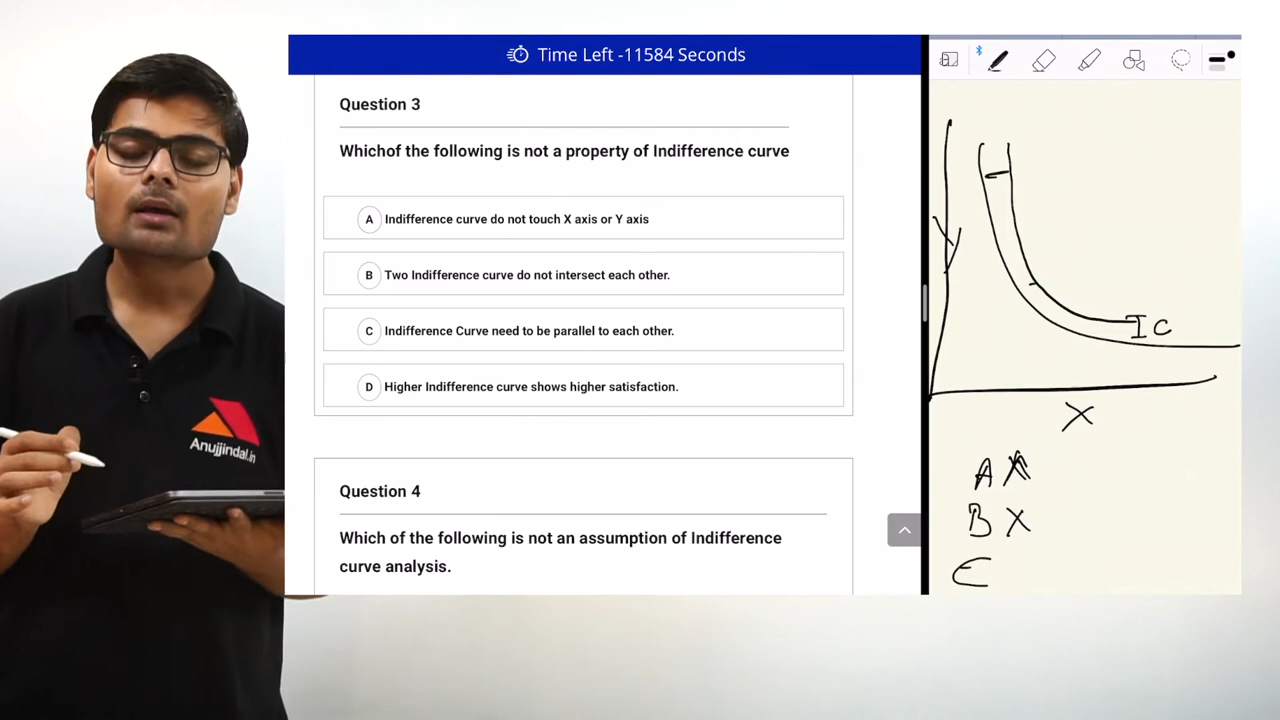 Time Left -11584 Seconds
Question 3
Whichof the following is not a property of Indifference curve
A Indifference curve do not touch X axis or Y axis
B Two Indifference curve do not intersect each other.
C Indifference Curve need to be parallel to each other.
D Higher Indifference curve shows higher satisfaction.
Question 4
Which of the following is not an assumption of Indifference
curve analysis.
Y
IC
X
A X
B X
C
Anujjindal.in